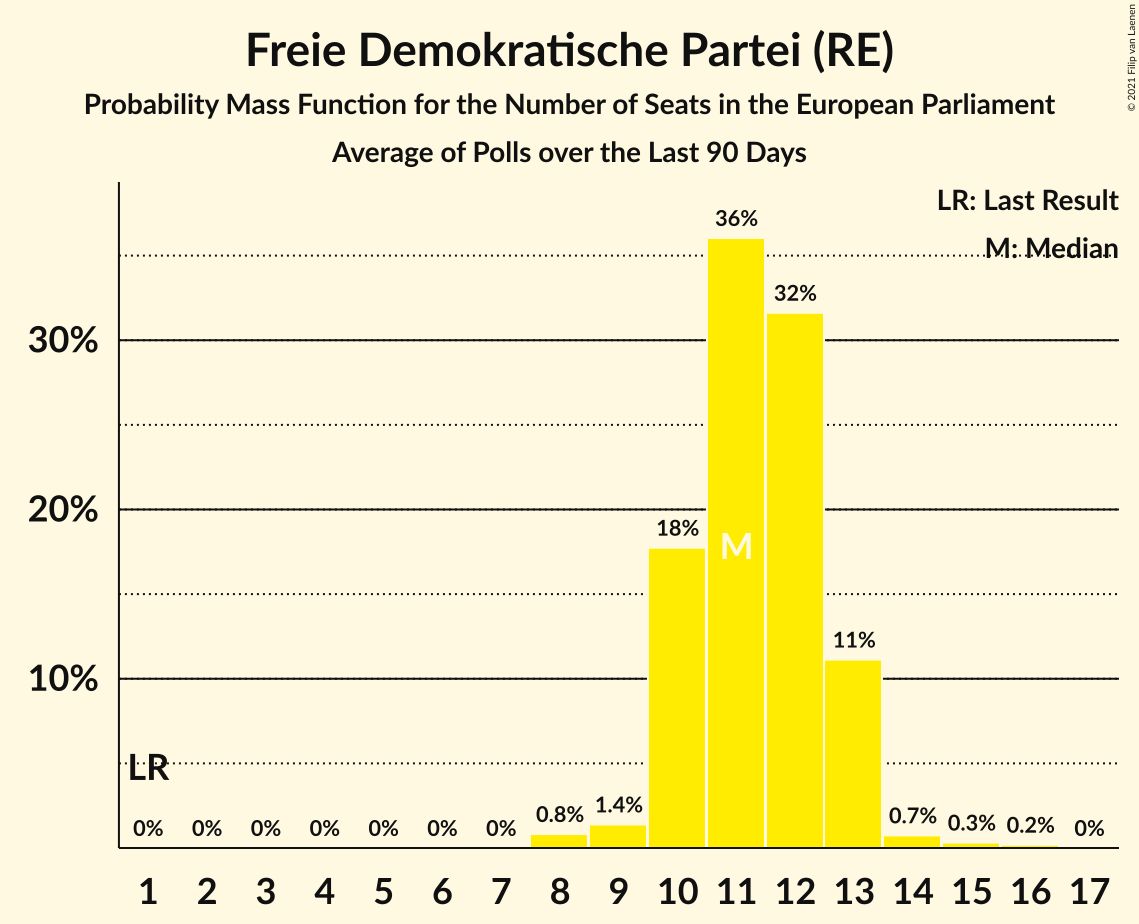 Freie Demokratische Partei (RE)
Probability Mass Function for the Number of Seats in the European Parliament
Average of Polls over the Last 90 Days
© 2021 Filip van Laenen
LR: Last Result
M: Median
36%
32%
30%
20%
18%
M
11%
10%
LR
0% 0% 0% 0% 0% 0% 0% 0.8% 1.4% 0.7% 0.3% 0.2% 0%
1 2 3 4 5 6 7 8 9 10 11 12 13 14 15 16 17